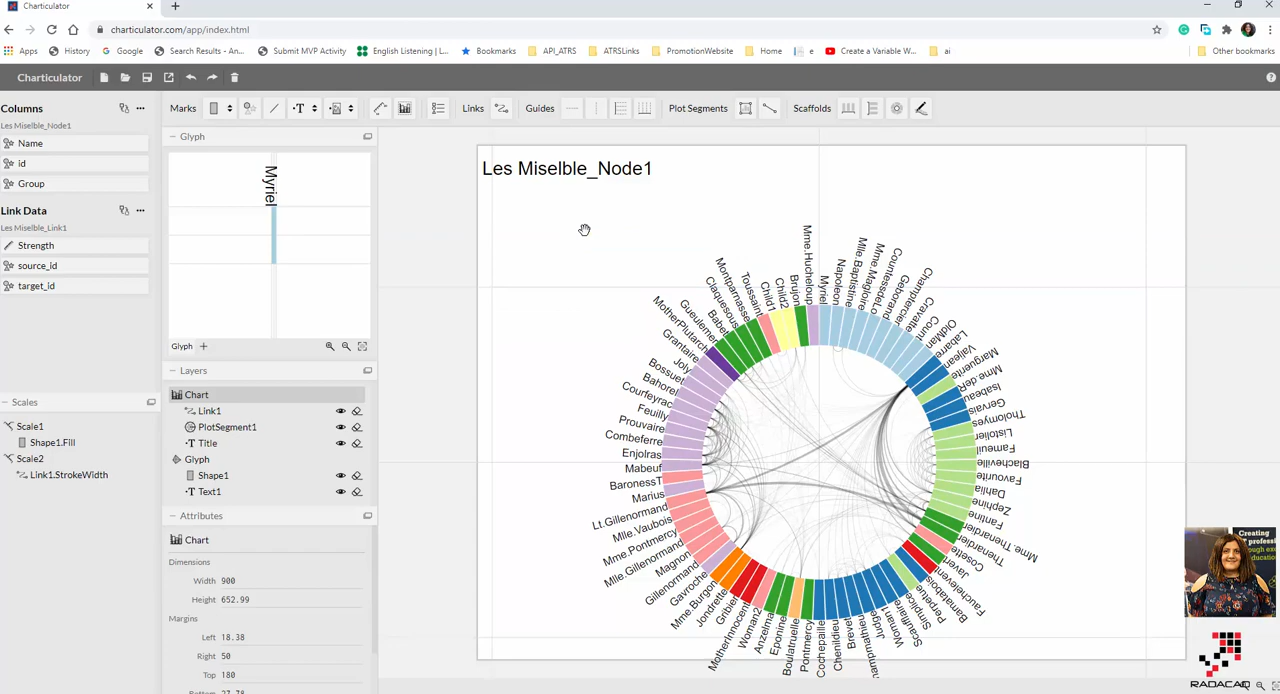 Charticulator
charticulator.com/app/index.html
Apps
History
Google
Search Results - An...
Submit MVP Activity
English Listening | L...
Bookmarks
API_ATRS
ATRSLinks
PromotionWebsite
Home
e
Create a Variable W...
ai
Other bookmarks
Charticulator
Columns
Les Miselble_Node1
Name
id
Group
Link Data
Les Miselble_Link1
Strength
source_id
target_id
Scales
Scale1
Shape1.Fill
Scale2
Link1.StrokeWidth
Marks
Links
Guides
Plot Segments
Scaffolds
Glyph
Myriel
Glyph
Layers
Chart
Link1
PlotSegment1
Title
Glyph
Shape1
Text1
Attributes
Chart
Dimensions
Width 900
Height 652.99
Margins
Left 18.38
Right 50
Top 180
Bottom 27.78
Les Miselble_Node1
Myriel
Napoleon
Mlle.Baptistine
Mme.Magloire
CountessdeLo
Geborand
Champtercier
Cravatte
Count
OldMan
Labarre
Valjean
Marguerite
Mme.deR
Isabeau
Gervais
Tholomyes
Listolier
Fameuil
Blacheville
Favourite
Dahlia
Zephine
Fantine
Mme.Thenardier
Thenardier
Cosette
Javert
Fauchelevent
Bamatabois
Perpetue
Simplice
Scaufflaire
Woman1
Judge
Champmathieu
Brevet
Chenildieu
Cochepaille
Pontmercy
Boulatruelle
Eponine
Anzelma
Woman2
MotherInnocent
Gribier
Jondrette
Mme.Burgon
Gavroche
Gillenormand
Magnon
Mlle.Gillenormand
Mme.Pontmercy
Mlle.Vaubois
Lt.Gillenormand
Marius
BaronessT
Mabeuf
Enjolras
Combeferre
Prouvaire
Feuilly
Courfeyrac
Bahorel
Bossuet
Joly
Grantaire
MotherPlutarch
Gueulemer
Babet
Claquesous
Montparnasse
Toussaint
Child1
Child2
Brujon
Mme.Hucheloup
Creating
RADACAD